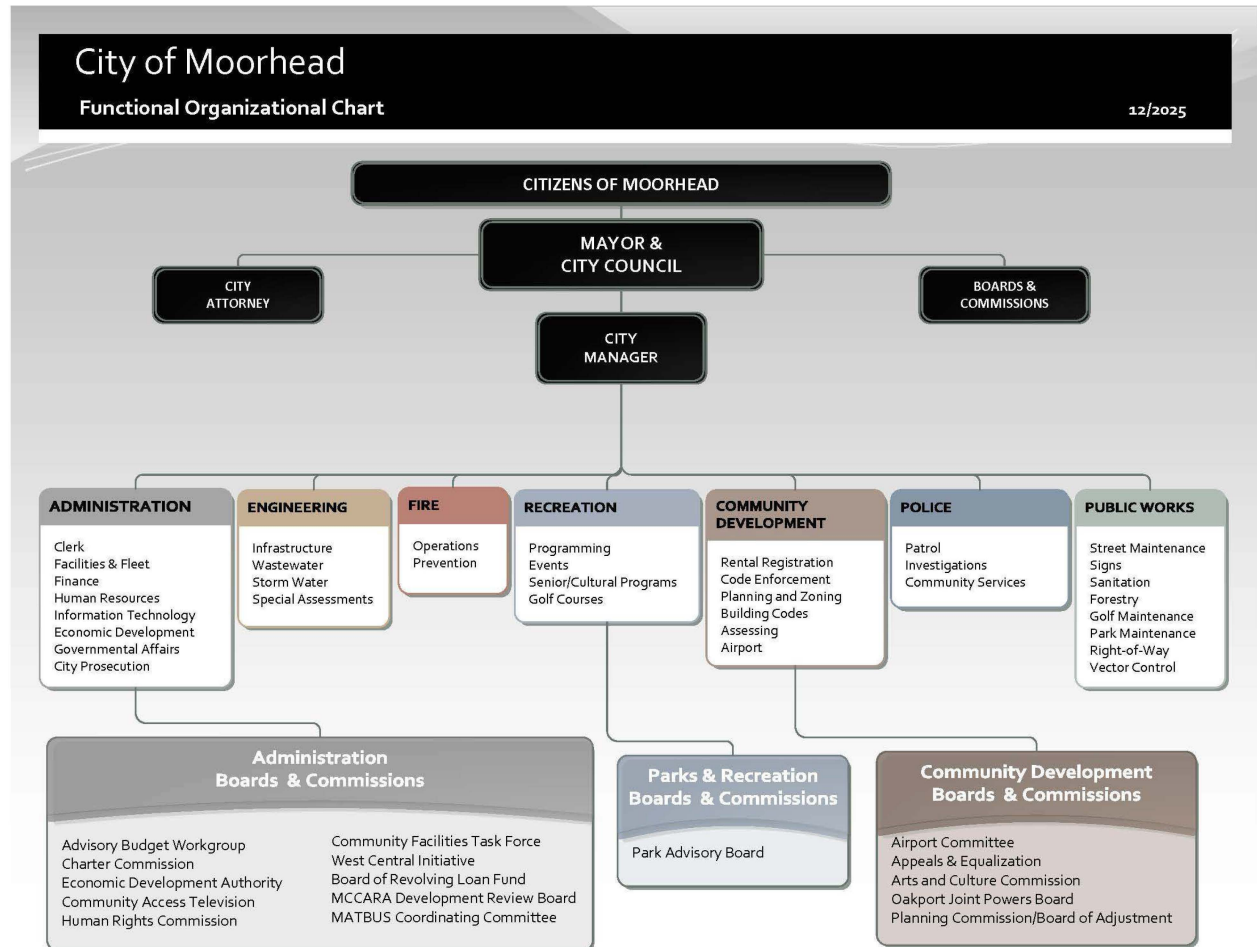 City of Moorhead
Functional Organizational Chart
12/2025
CITIZENS OF MOORHEAD
MAYOR &
CITY COUNCIL
CITY
ATTORNEY
BOARDS &
COMMISSIONS
CITY
MANAGER
ADMINISTRATION
Clerk
Facilities & Fleet
Finance
Human Resources
Information Technology
Economic Development
Governmental Affairs
City Prosecution
ENGINEERING
Infrastructure
Wastewater
Storm Water
Special Assessments
FIRE
Operations
Prevention
RECREATION
Programming
Events
Senior/Cultural Programs
Golf Courses
COMMUNITY
DEVELOPMENT
Rental Registration
Code Enforcement
Planning and Zoning
Building Codes
Assessing
Airport
POLICE
Patrol
Investigations
Community Services
PUBLIC WORKS
Street Maintenance
Signs
Sanitation
Forestry
Golf Maintenance
Park Maintenance
Right-of-Way
Vector Control
Administration
Boards & Commissions
Advisory Budget Workgroup
Charter Commission
Economic Development Authority
Community Access Television
Human Rights Commission
Community Facilities Task Force
West Central Initiative
Board of Revolving Loan Fund
MCCARA Development Review Board
MATBUS Coordinating Committee
Parks & Recreation
Boards & Commissions
Park Advisory Board
Community Development
Boards & Commissions
Airport Committee
Appeals & Equalization
Arts and Culture Commission
Oakport Joint Powers Board
Planning Commission/Board of Adjustment